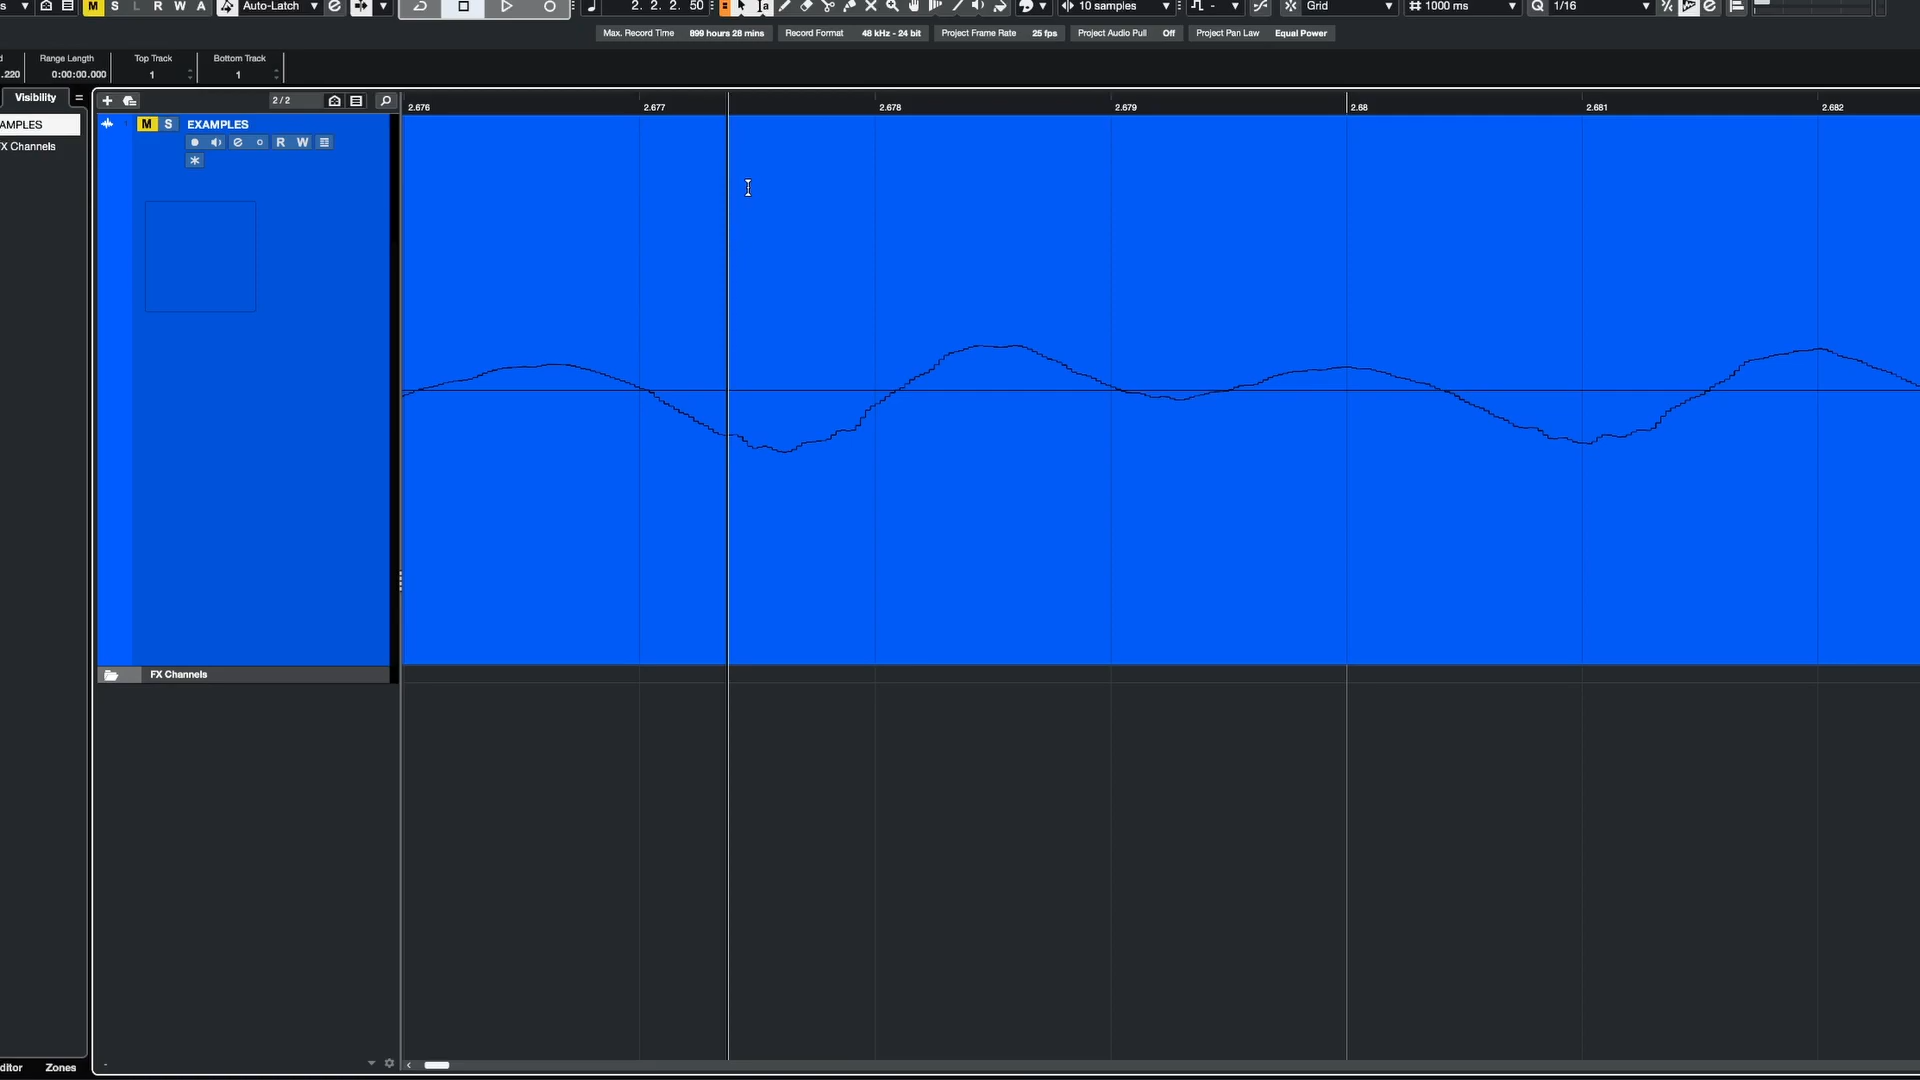 s M S L R W A Auto-Latch 2. 2. 2. 50 10 samples - Grid 1000 ms Q 1/16
Max. Record Time 899 hours 28 mins Record Format 48 kHz - 24 bit Project Frame Rate 25 fps Project Audio Pull Off Project Pan Law Equal Power
d Range Length Top Track Bottom Track
.220 0:00:00.000 1 1
Visibility 2/2 2.676 2.677 2.678 2.679 2.68 2.681 2.682
AMPLES M S EXAMPLES
R W
X Channels
FX Channels
ditor Zones